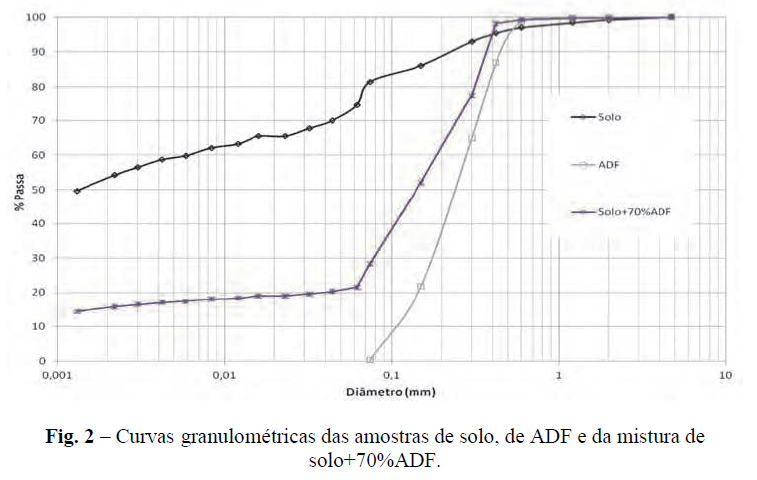 100
90
80
70
60
50
40
30
20
10
0
% Passa
0,001
0,01
0,1
1
10
Diâmetro (mm)
Solo
ADF
Solo+70%ADF
Fig. 2 – Curvas granulométricas das amostras de solo, de ADF e da mistura de
solo+70%ADF.